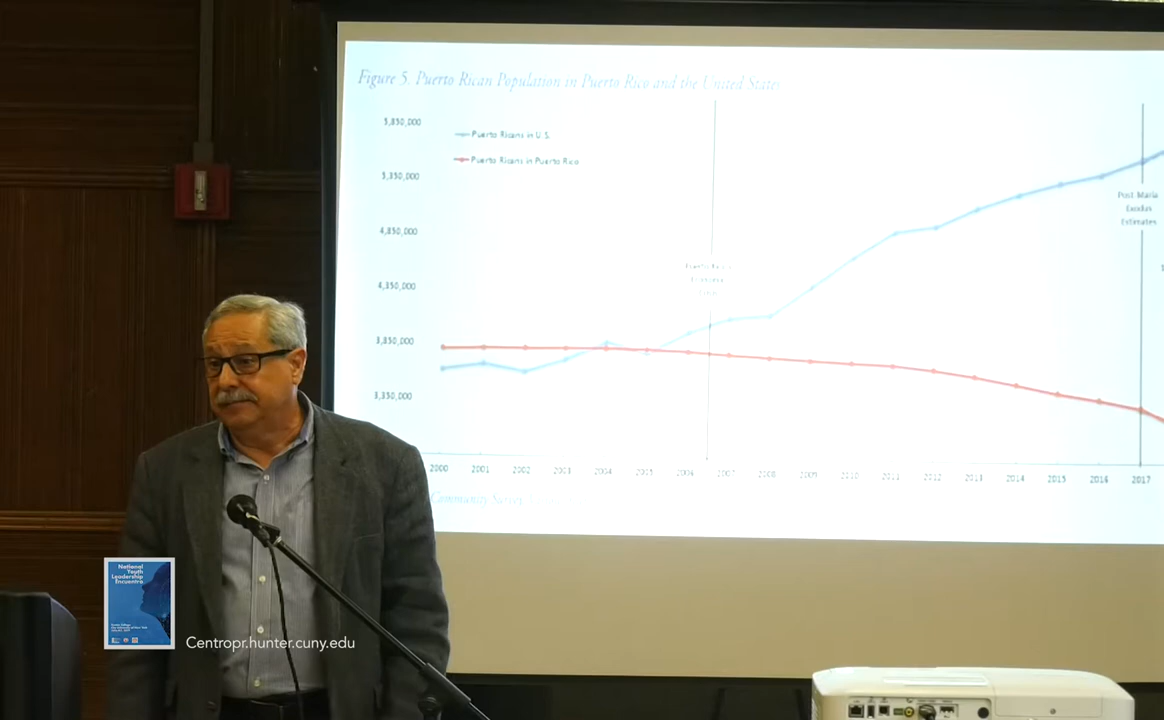 Figure 5. Puerto Rican Population in Puerto Rico and the United States
5,850,000
Puerto Ricans in U.S.
Puerto Ricans in Puerto Rico
5,350,000
4,850,000
4,350,000
3,850,000
3,350,000
Post Maria
Exodus
Estimates
2000 2001 2002 2003 2004 2005 2006 2007 2008 2009 2010 2011 2012 2013 2014 2015 2016 2017
Community Survey
National
Youth
Leadership
Encuentro
Centropr.hunter.cuny.edu